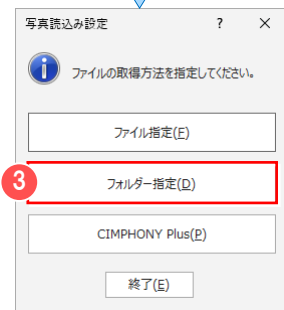 写真読込み設定 ? ×
ファイルの取得方法を指定してください。
ファイル指定(F)
3 フォルダー指定(D)
CIMPHONY Plus(P)
終了(E)